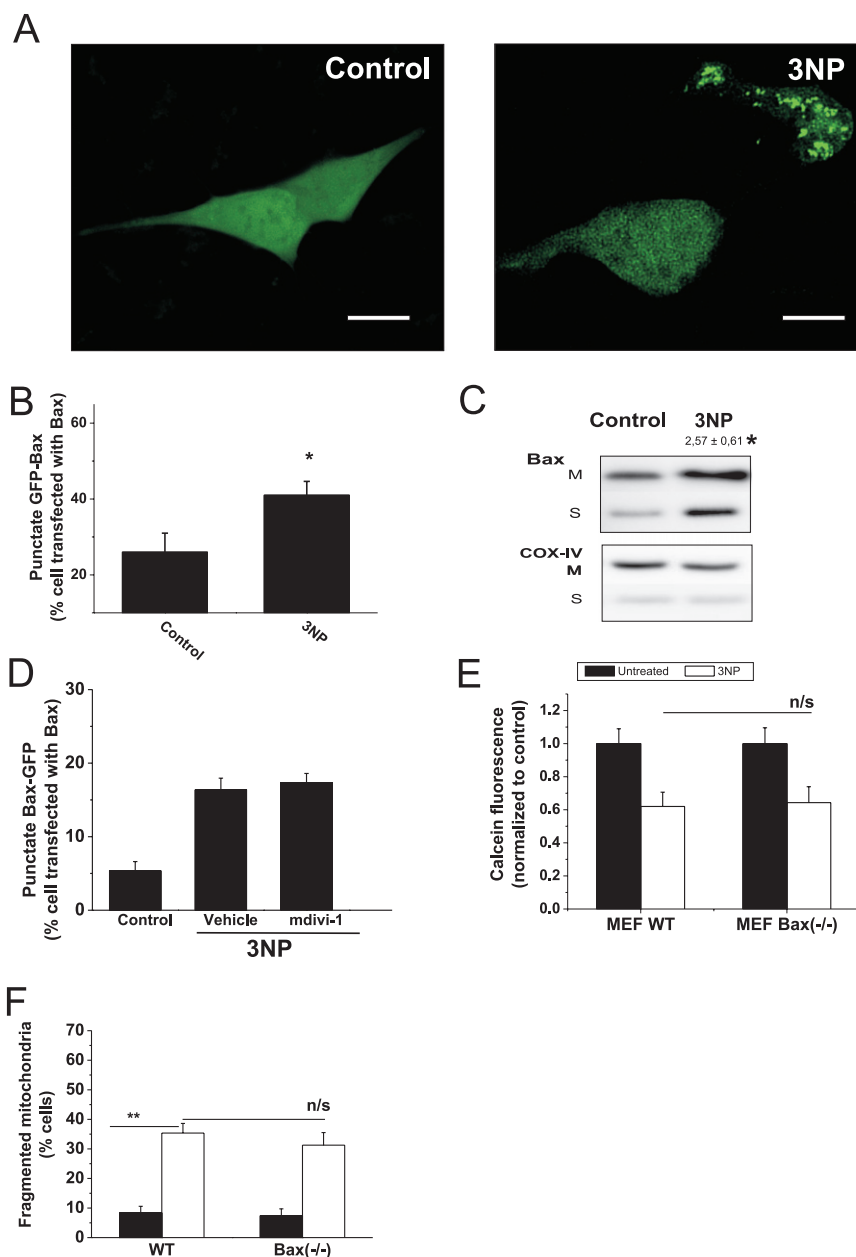 A
Control
3NP
B
Punctate GFP-Bax
(% cell transfected with Bax)
60
40
20
Control
3NP
*
C
Control
3NP
2,57 ± 0,61 *
Bax
M
S
COX-IV
M
S
D
Punctate Bax-GFP
(% cell transfected with Bax)
30
15
0
Control
Vehicle
mdivi-1
3NP
E
Untreated
3NP
n/s
Calcein fluorescence
(normalized to control)
1.2
1.0
0.8
0.6
0.4
0.2
0.0
MEF WT
MEF Bax(-/-)
F
Fragmented mitochondria
(% cells)
70
60
50
40
30
20
10
0
**
n/s
WT
Bax(-/-)